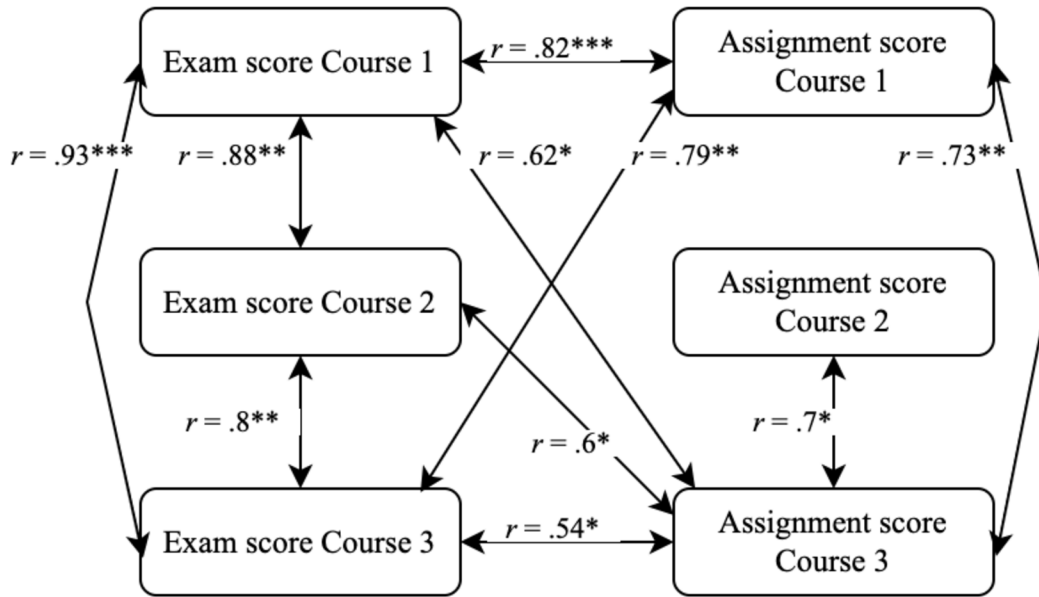 Exam score Course 1
r = .82***
Assignment score
Course 1
r = .93***
r = .88**
r = .62*
r = .79**
r = .73**
Exam score Course 2
Assignment score
Course 2
r = .8**
r = .6*
r = .7*
Exam score Course 3
r = .54*
Assignment score
Course 3